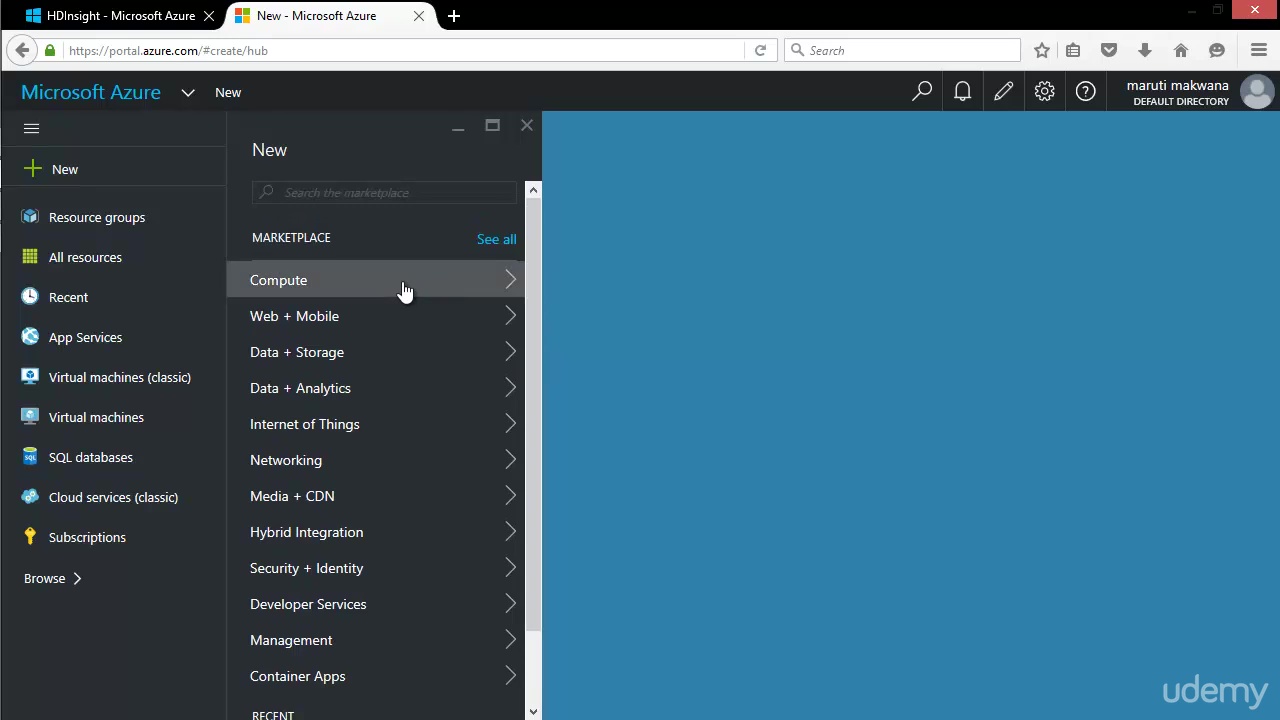 HDInsight - Microsoft Azure
New - Microsoft Azure
https://portal.azure.com/#create/hub
Search
Microsoft Azure
New
maruti makwana
DEFAULT DIRECTORY
New
Resource groups
All resources
Recent
App Services
Virtual machines (classic)
Virtual machines
SQL
SQL databases
Cloud services (classic)
Subscriptions
Browse
New
Search the marketplace
MARKETPLACE
See all
Compute
Web + Mobile
Data + Storage
Data + Analytics
Internet of Things
Networking
Media + CDN
Hybrid Integration
Security + Identity
Developer Services
Management
Container Apps
RECENT
udemy